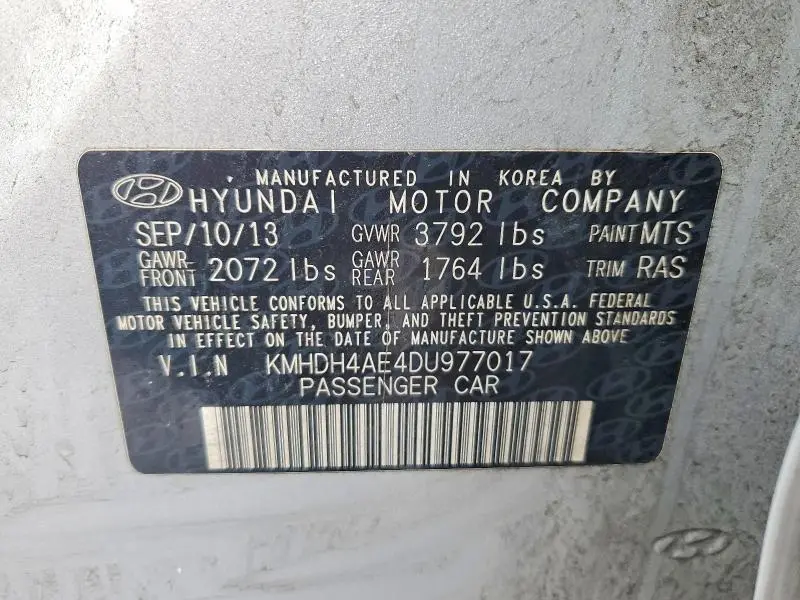 MANUFACTURED IN KOREA BY
HYUNDAI MOTOR COMPANY
SEP/10/13 GVWR 3792 lbs PAINT MTS
GAWR-FRONT 2072 lbs GAWR REAR 1764 lbs TRIM RAS
THIS VEHICLE CONFORMS TO ALL APPLICABLE U.S.A. FEDERAL
MOTOR VEHICLE SAFETY, BUMPER, AND THEFT PREVENTION STANDARDS
IN EFFECT ON THE DATE OF MANUFACTURE SHOWN ABOVE
V.I.N KMHDH4AE4DU977017
PASSENGER CAR